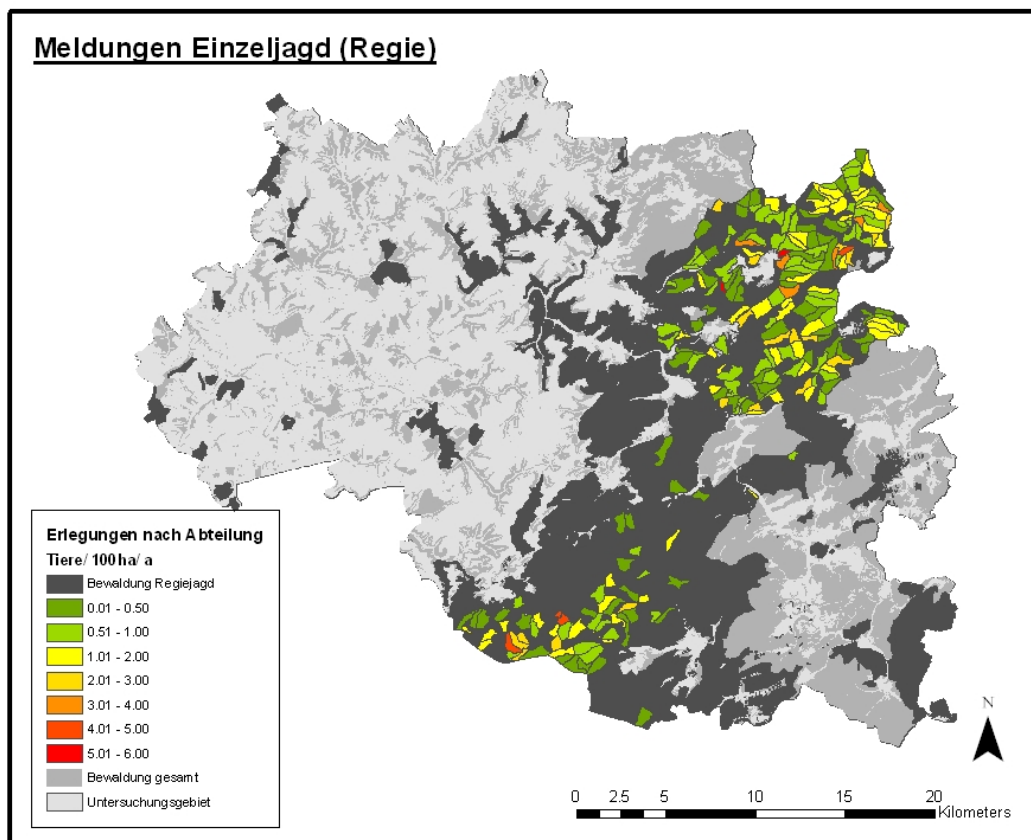 Meldungen Einzeljagd (Regie)
Erlegungen nach Abteilung
Tiere/ 100 ha/ a
Bewaldung Regiejagd
0.01 - 0.50
0.51 - 1.00
1.01 - 2.00
2.01 - 3.00
3.01 - 4.00
4.01 - 5.00
5.01 - 6.00
Bewaldung gesamt
Untersuchungsgebiet
N
0 2.5 5 10 15 20
Kilometers